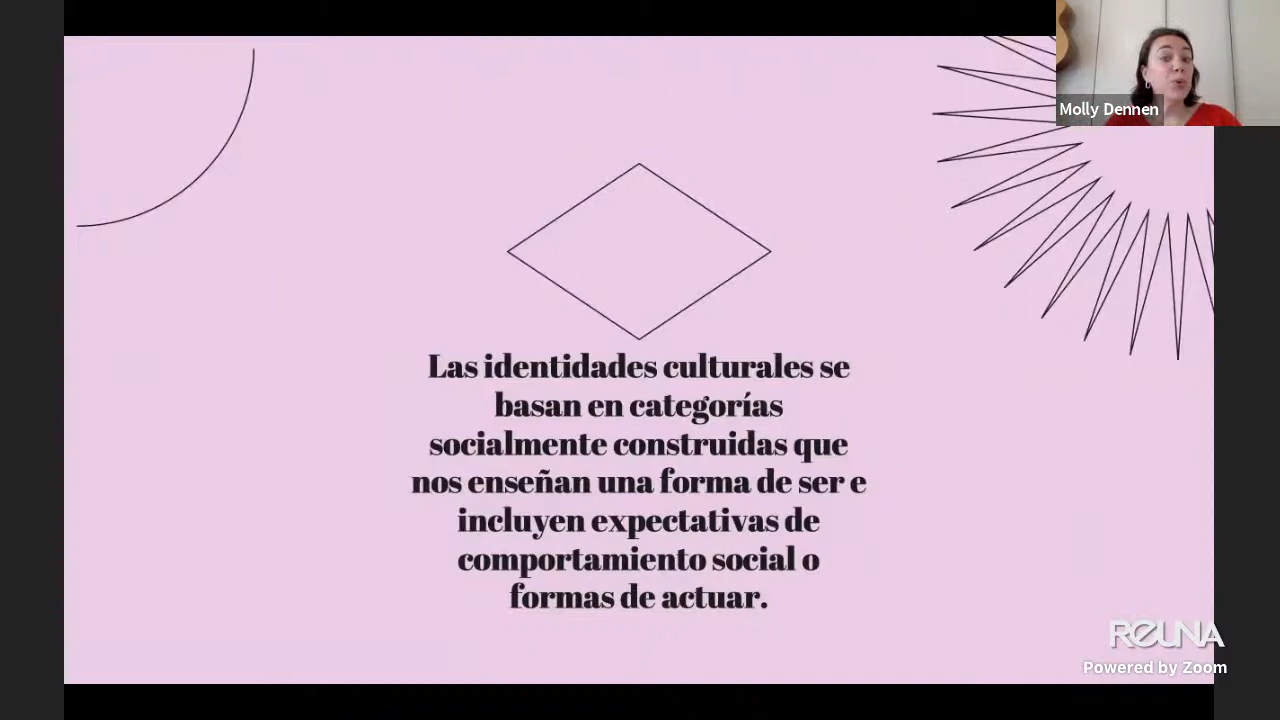 Molly Dennen
Las identidades culturales se
basan en categorías
socialmente construidas que
nos enseñan una forma de ser e
incluyen expectativas de
comportamiento social o
formas de actuar.
REUNA
Powered by Zoom